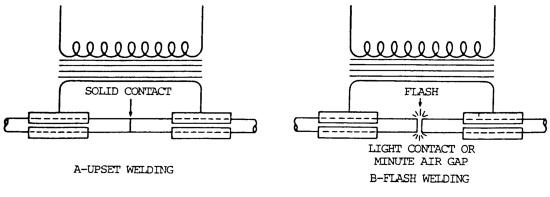 SOLID CONTACT
A-UPSET WELDING
FLASH
LIGHT CONTACT OR
MINUTE AIR GAP
B-FLASH WELDING